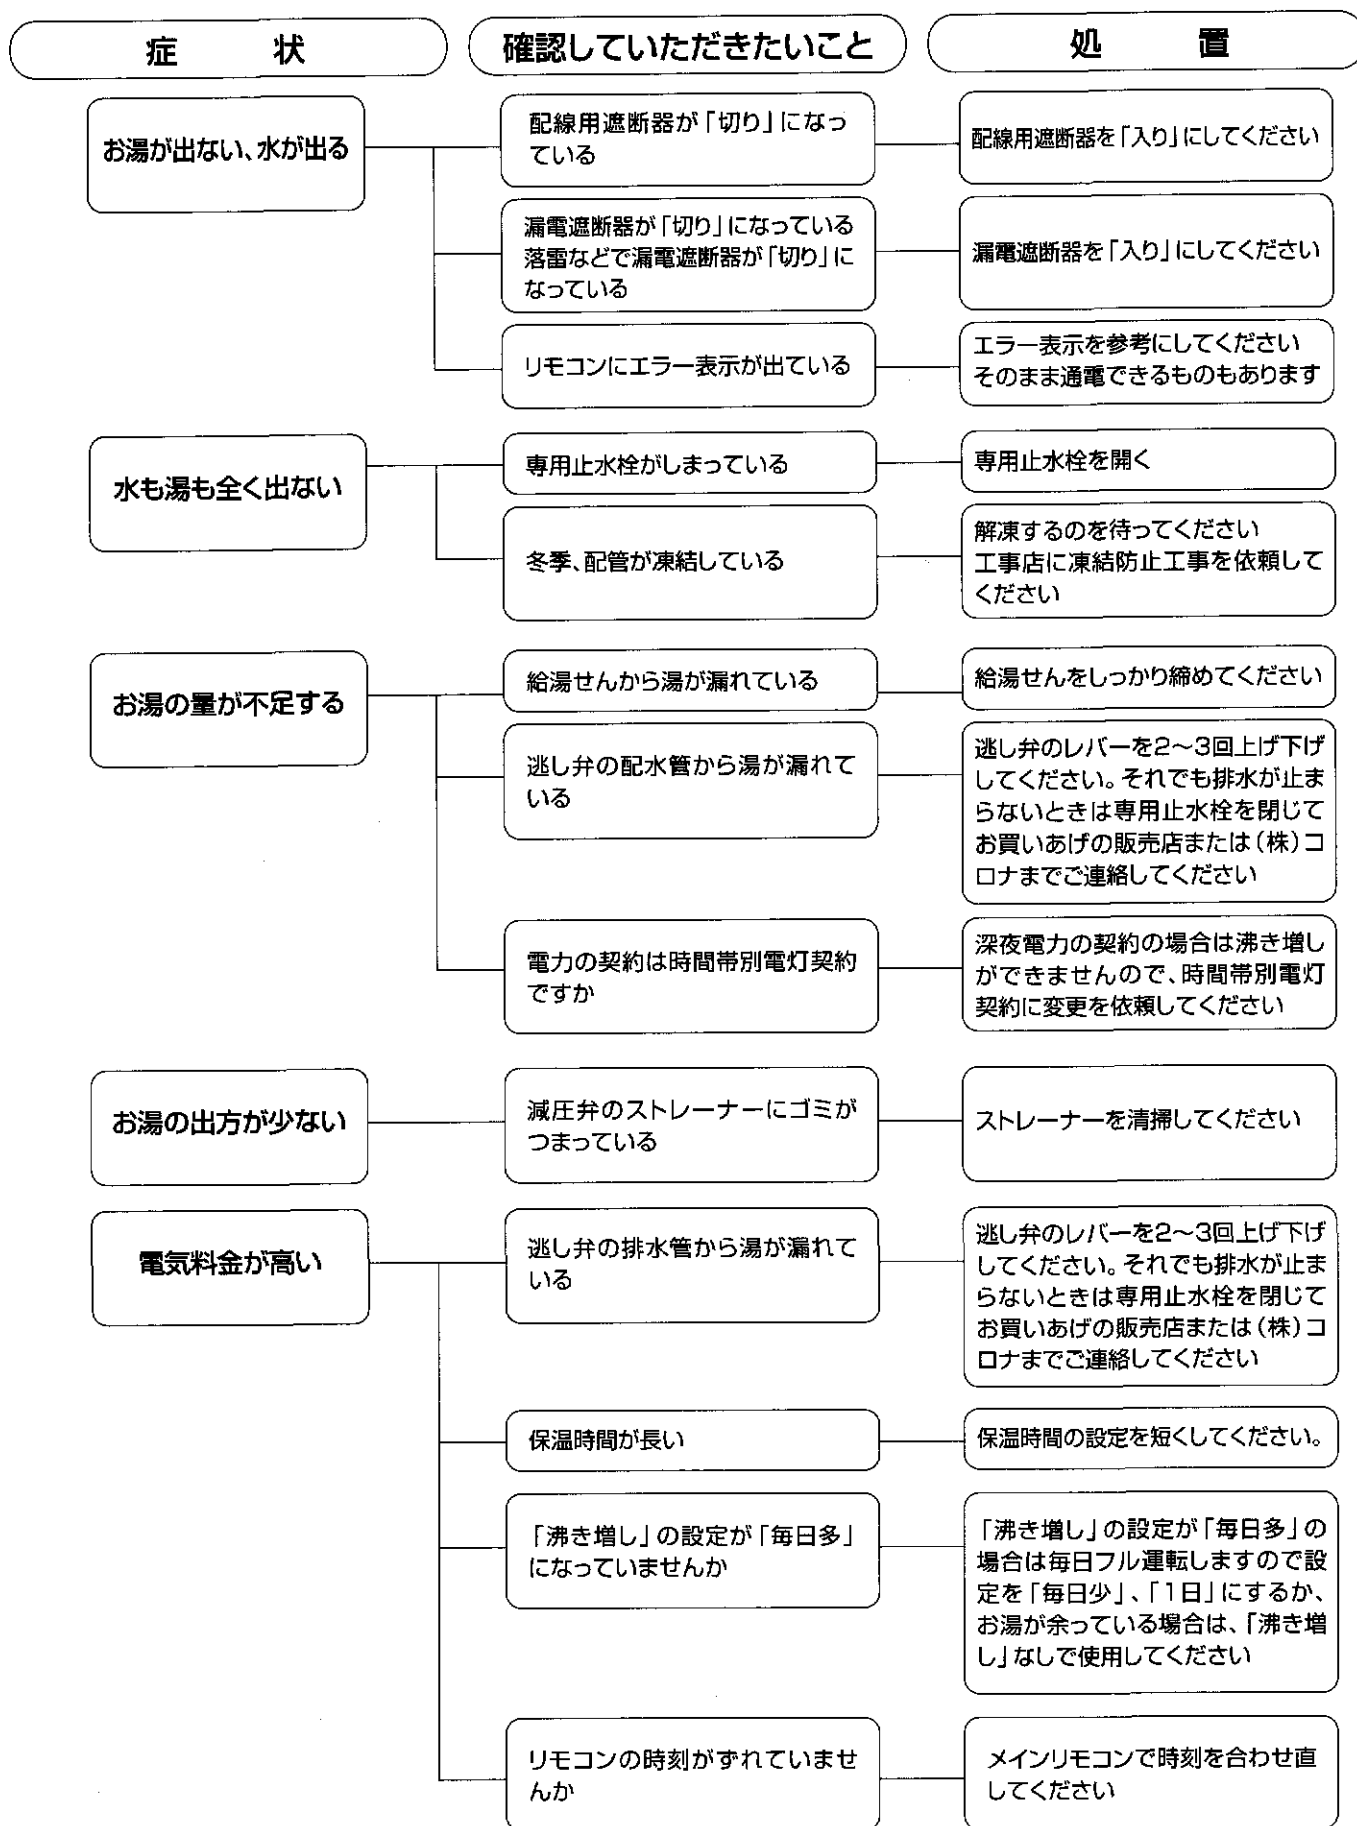 症状
確認していただきたいこと
処置
お湯が出ない、水が出る
配線用遮断器が「切り」になっ
ている
配線用遮断器を「入り」にしてください
漏電遮断器が「切り」になっている
落雷などで漏電遮断器が「切り」に
なっている
漏電遮断器を「入り」にしてください
リモコンにエラー表示が出ている
エラー表示を参考にしてください
そのまま通電できるものもあります
水も湯も全く出ない
専用止水栓がしまっている
専用止水栓を開く
冬季、配管が凍結している
解凍するのを待ってください
工事店に凍結防止工事を依頼して
ください
お湯の量が不足する
給湯せんから湯が漏れている
給湯せんをしっかり締めてください
逃し弁の配水管から湯が漏れて
いる
逃し弁のレバーを2〜3回上げ下げ
してください。それでも排水が止ま
らないときは専用止水栓を閉じて
お買いあげの販売店または(株)コ
ロナまでご連絡してください
電力の契約は時間帯別電灯契約
ですか
深夜電力の契約の場合は沸き増し
ができませんので、時間帯別電灯
契約に変更を依頼してください
お湯の出方が少ない
減圧弁のストレーナーにゴミが
つまっている
ストレーナーを清掃してください
電気料金が高い
逃し弁の排水管から湯が漏れて
いる
逃し弁のレバーを2〜3回上げ下げ
してください。それでも排水が止ま
らないときは専用止水栓を閉じて
お買いあげの販売店または(株)コ
ロナまでご連絡してください
保温時間が長い
保温時間の設定を短くしてください。
「沸き増し」の設定が「毎日多」
になっていませんか
「沸き増し」の設定が「毎日多」の
場合は毎日フル運転しますので設
定を「毎日少」、「1日」にするか、
お湯が余っている場合は、「沸き増
し」なしで使用してください
リモコンの時刻がずれていませ
んか
メインリモコンで時刻を合わせ直
してください